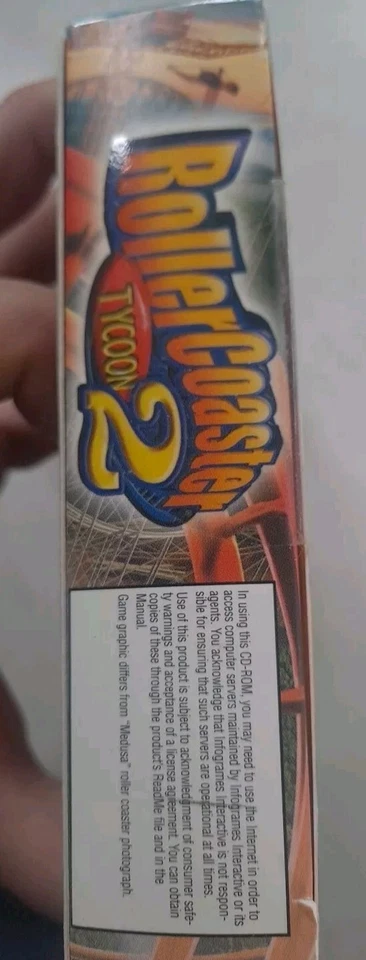 RollerCoaster
TYCOON
2
In using this CD-ROM, you may need to use the Internet in order to
access computer servers maintained by Infogrames Interactive or its
agents. You acknowledge that Infogrames Interactive is not respon-
sible for ensuring that such servers are operational at all times.
Use of this product is subject to acknowledgment of consumer safe-
ty warnings and acceptance of a license agreement. You can obtain
copies of these through the product's ReadMe file and in the
Manual.
Game graphic differs from "Medusa" roller coaster photograph.